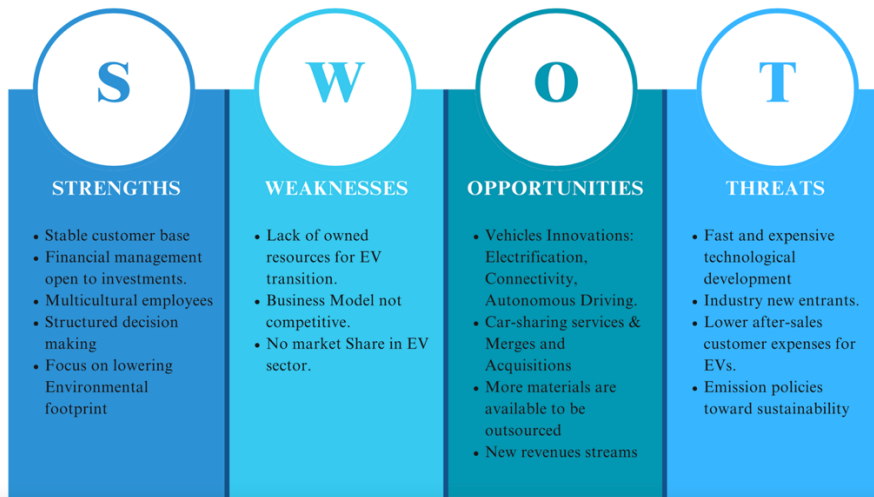 S
STRENGTHS
• Stable customer base
• Financial management
open to investments.
• Multicultural employees
• Structured decision
making
• Focus on lowering
Environmental
footprint
W
WEAKNESSES
• Lack of owned
resources for EV
transition.
• Business Model not
competitive.
• No market Share in EV
sector.
O
OPPORTUNITIES
• Vehicles Innovations:
Electrification,
Connectivity,
Autonomous Driving.
• Car-sharing services &
Merges and
Acquisitions
• More materials are
available to be
outsourced
• New revenues streams
T
THREATS
• Fast and expensive
technological
development
• Industry new entrants.
• Lower after-sales
customer expenses for
EVs.
• Emission policies
toward sustainability